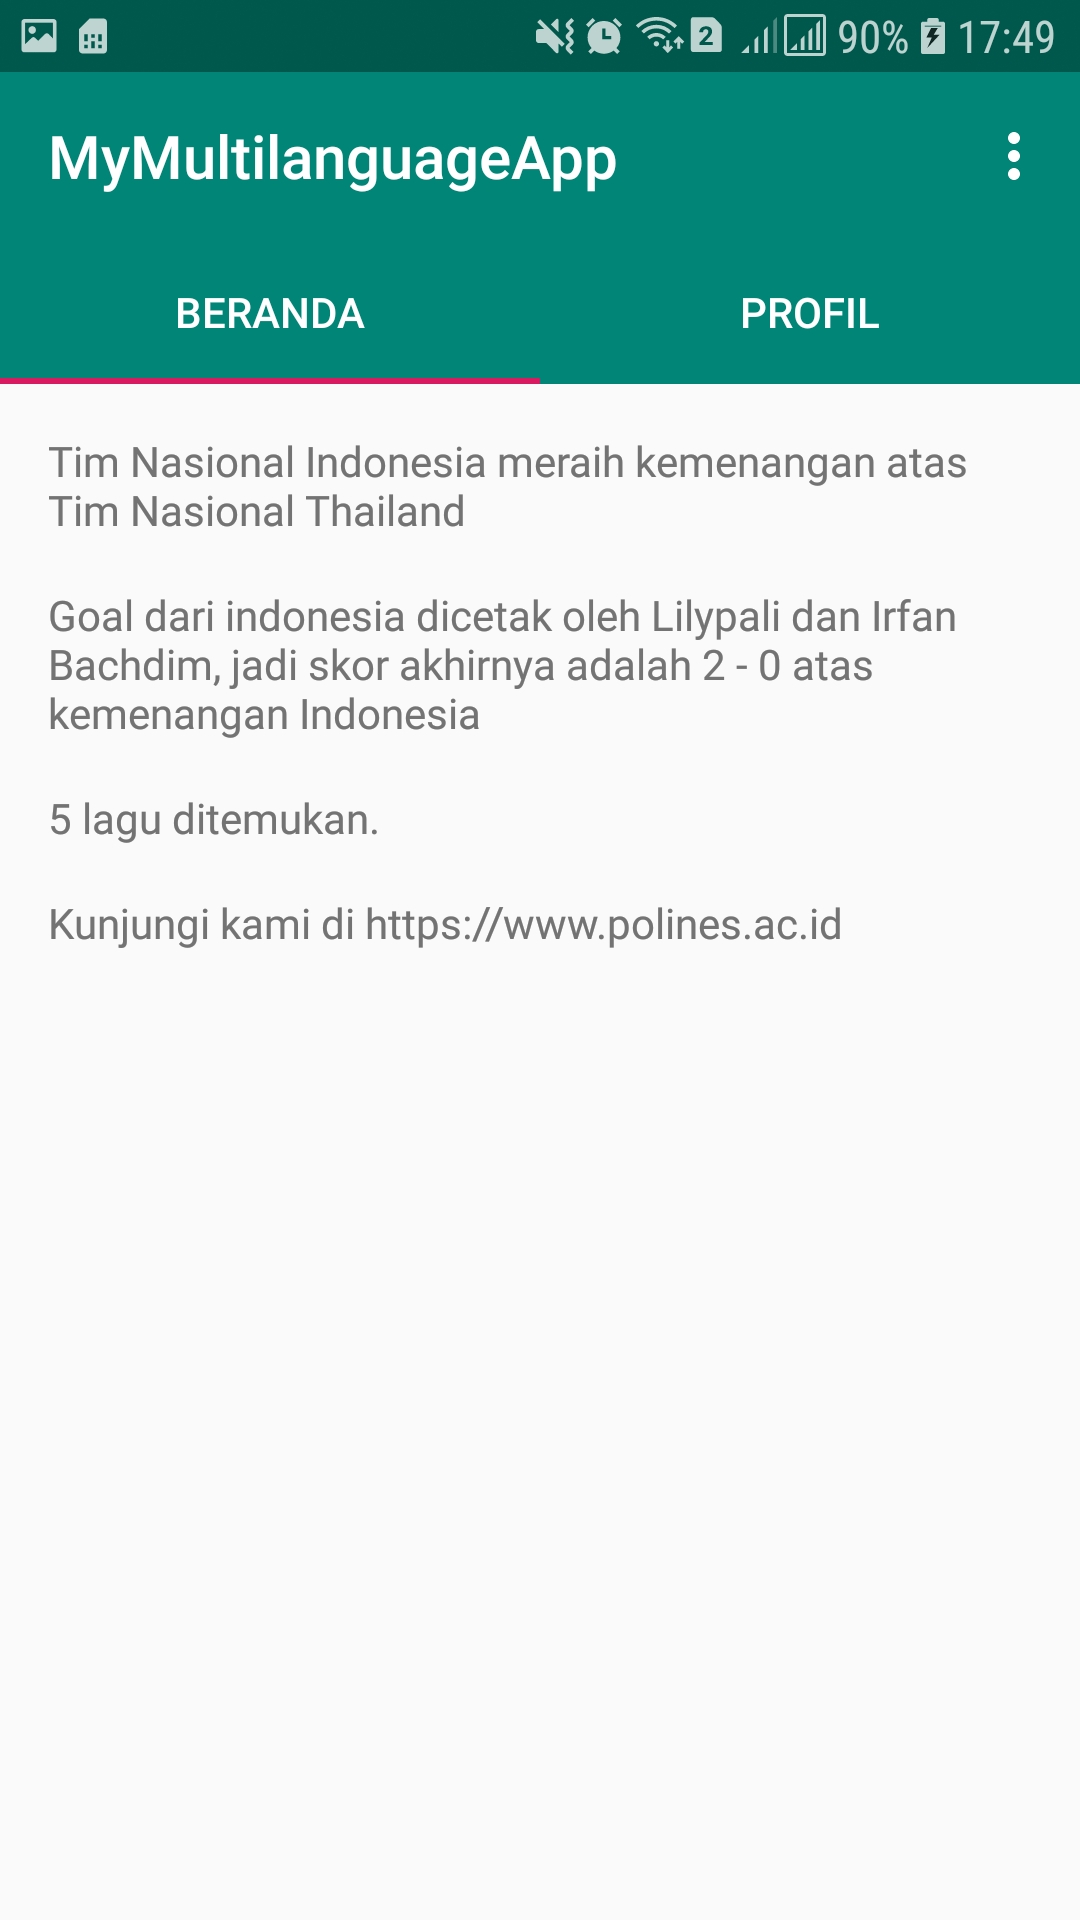 2
90%
17:49
MyMultilanguageApp
BERANDA
PROFIL
Tim Nasional Indonesia meraih kemenangan atas
Tim Nasional Thailand
Goal dari indonesia dicetak oleh Lilypali dan Irfan
Bachdim, jadi skor akhirnya adalah 2 - 0 atas
kemenangan Indonesia
5 lagu ditemukan.
Kunjungi kami di https://www.polines.ac.id